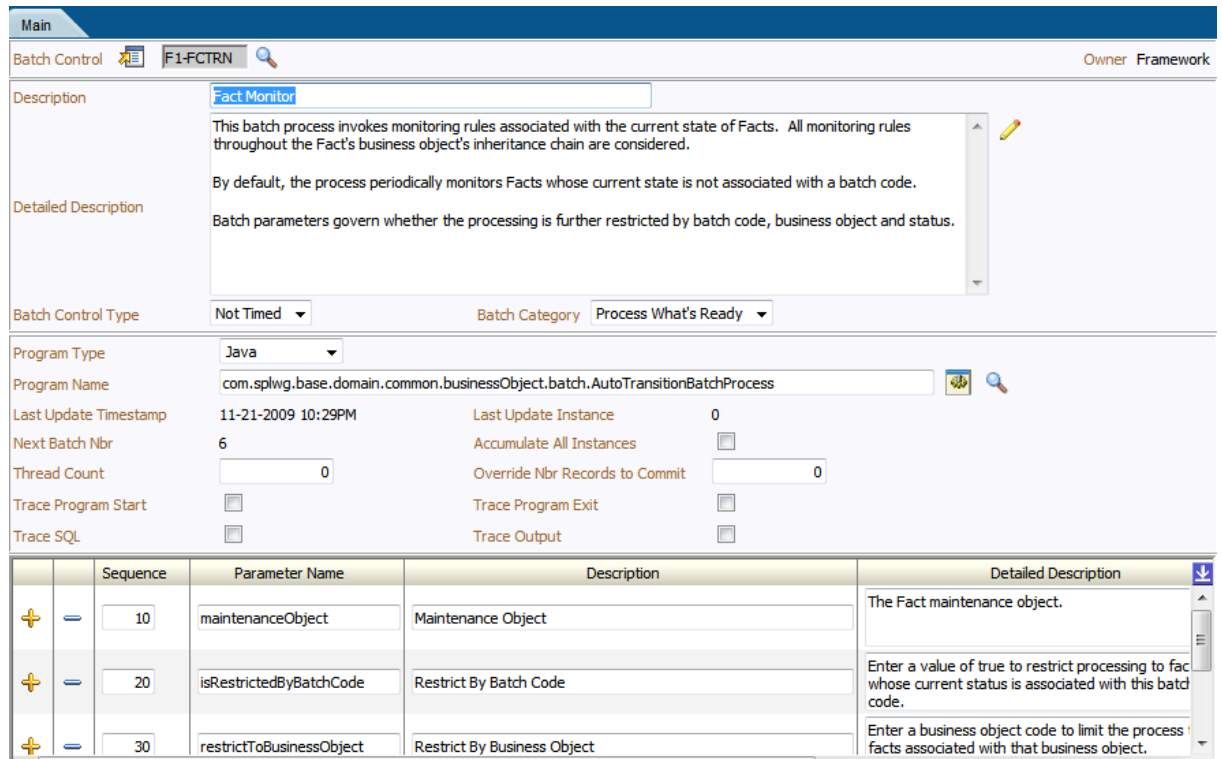 Main
Batch Control F1-FCTRN Owner Framework
Description Fact Monitor
This batch process invokes monitoring rules associated with the current state of Facts. All monitoring rules
throughout the Fact's business object's inheritance chain are considered.
By default, the process periodically monitors Facts whose current state is not associated with a batch code.
Detailed Description
Batch parameters govern whether the processing is further restricted by batch code, business object and status.
Batch Control Type Not Timed Batch Category Process What's Ready
Program Type Java
Program Name com.splwg.base.domain.common.businessObject.batch.AutoTransitionBatchProcess
Last Update Timestamp 11-21-2009 10:29PM Last Update Instance 0
Next Batch Nbr 6 Accumulate All Instances
Thread Count 0 Override Nbr Records to Commit 0
Trace Program Start Trace Program Exit
Trace SQL Trace Output
Sequence Parameter Name Description Detailed Description
10 maintenanceObject Maintenance Object The Fact maintenance object.
20 isRestrictedByBatchCode Restrict By Batch Code Enter a value of true to restrict processing to fac
whose current status is associated with this batch
code.
30 restrictToBusinessObject Restrict By Business Object Enter a business object code to limit the process
facts associated with that business object.